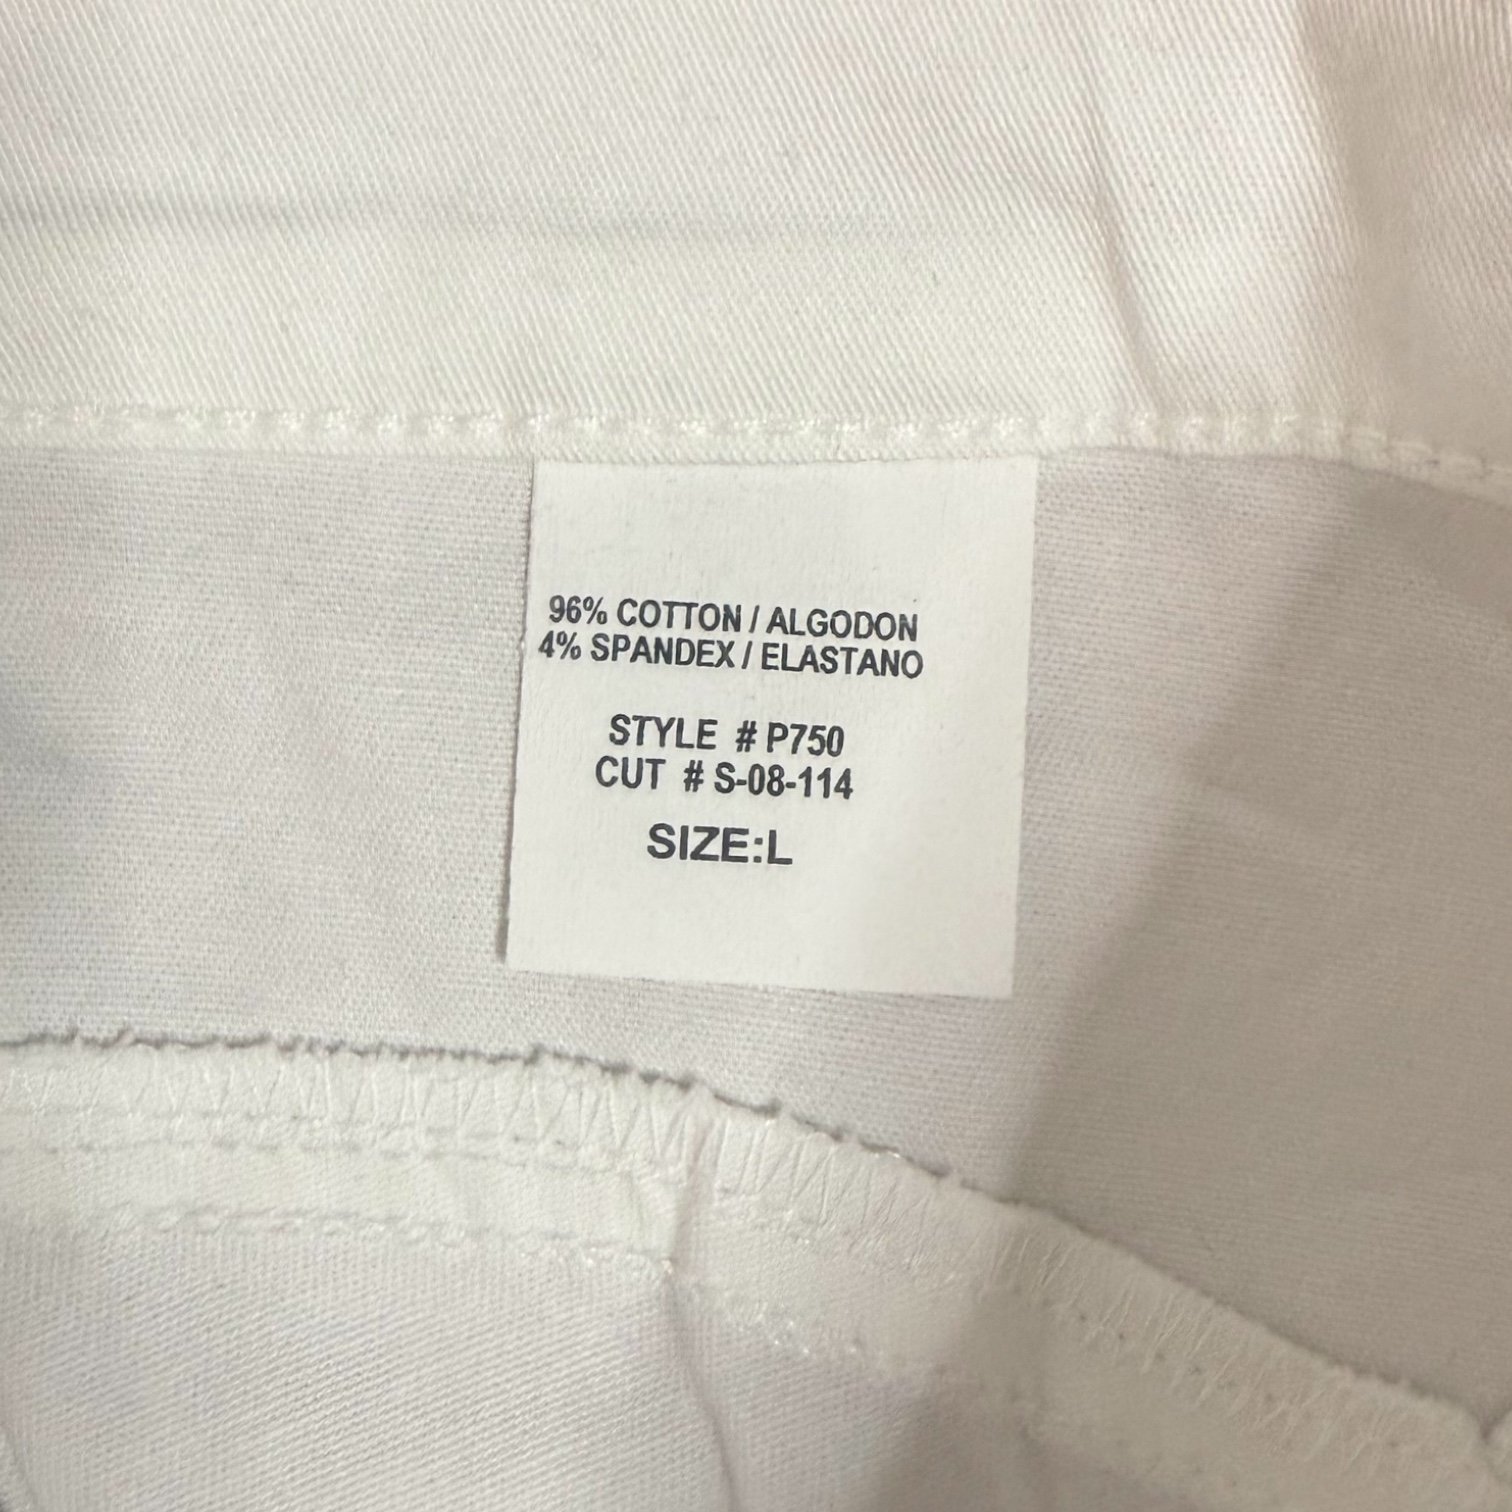 96% COTTON / ALGODON
4% SPANDEX / ELASTANO
STYLE # P750
CUT # S-08-114
SIZE:L